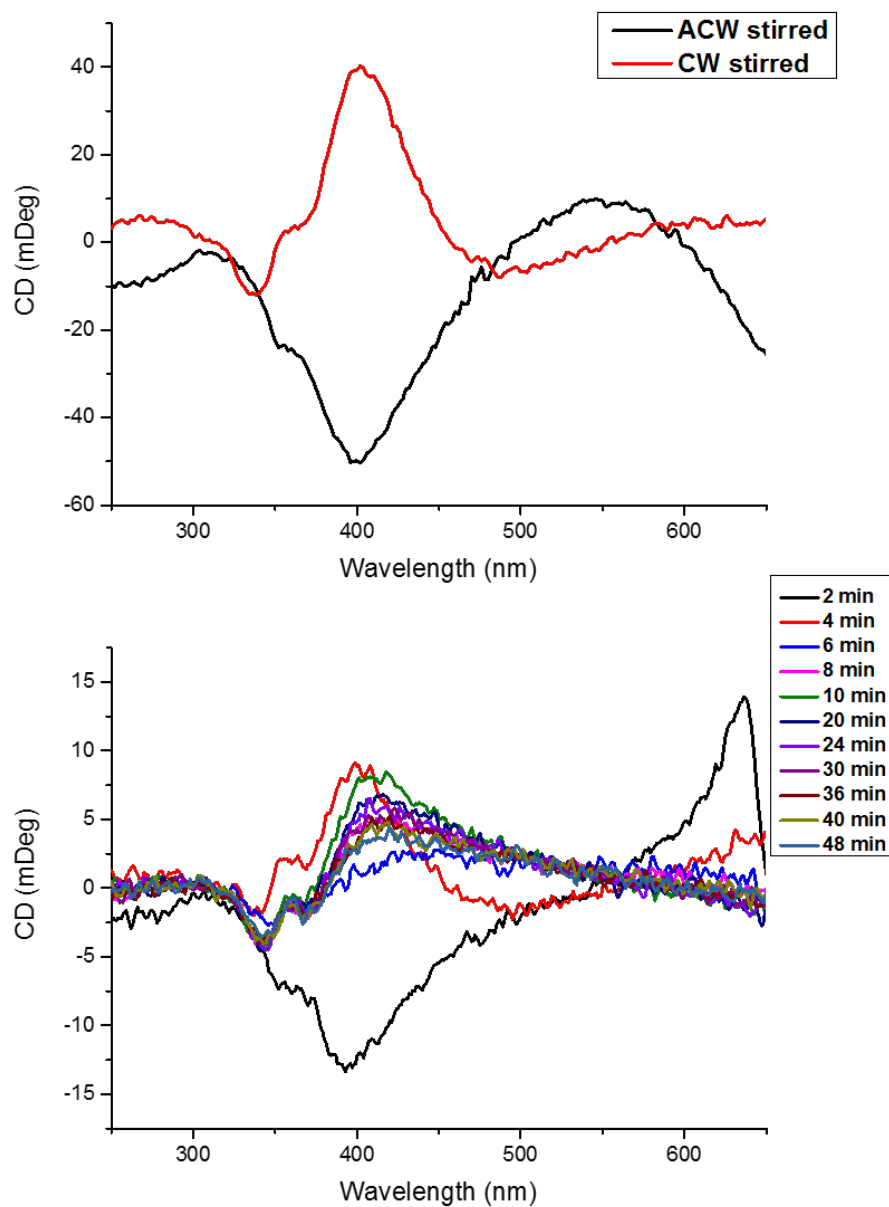 ACW stirred
CW stirred
40
20
0
-20
-40
-60
CD (mDeg)
300
400
500
600
Wavelength (nm)
2 min
4 min
6 min
8 min
10 min
20 min
24 min
30 min
36 min
40 min
48 min
15
10
5
0
-5
-10
-15
CD (mDeg)
300
400
500
600
Wavelength (nm)